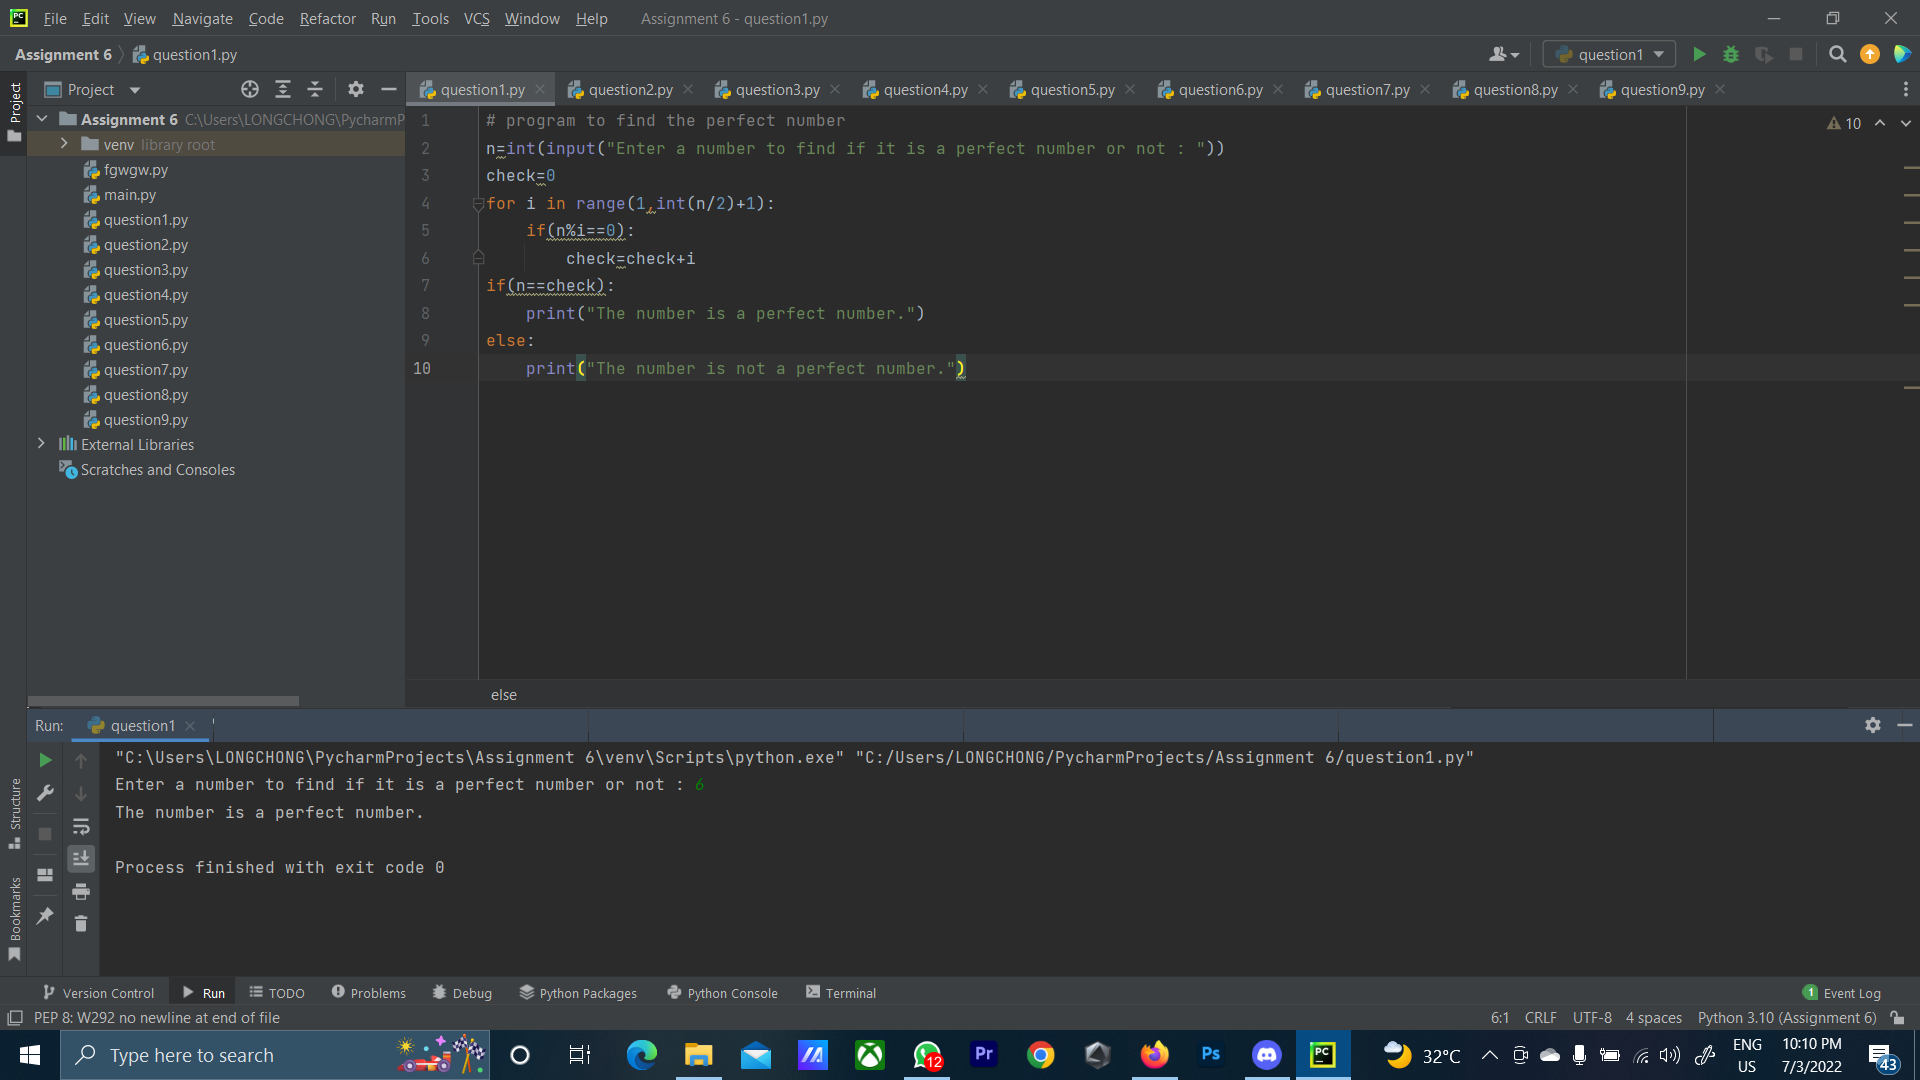 File Edit View Navigate Code Refactor Run Tools VCS Window Help Assignment 6 - question1.py
Assignment 6 question1.py question1
Project
Project
question1.py question2.py question3.py question4.py question5.py question6.py question7.py question8.py question9.py
Assignment 6 C:\Users\LONGCHONG\PycharmP
venv library root
fgwgw.py
main.py
question1.py
question2.py
question3.py
question4.py
question5.py
question6.py
question7.py
question8.py
question9.py
External Libraries
Scratches and Consoles
10
1 # program to find the perfect number
2 n=int(input("Enter a number to find if it is a perfect number or not : "))
3 check=0
4 for i in range(1,int(n/2)+1):
5 if(n%i==0):
6 check=check+i
7 if(n==check):
8 print("The number is a perfect number.")
9 else:
10 print("The number is not a perfect number.")
else
Run: question1
"C:\Users\LONGCHONG\PycharmProjects\Assignment 6\venv\Scripts\python.exe" "C:/Users/LONGCHONG/PycharmProjects/Assignment 6/question1.py"
Enter a number to find if it is a perfect number or not : 6
The number is a perfect number.
Process finished with exit code 0
Structure
Bookmarks
Version Control Run TODO Problems Debug Python Packages Python Console Terminal 1 Event Log
PEP 8: W292 no newline at end of file 6:1 CRLF UTF-8 4 spaces Python 3.10 (Assignment 6)
Type here to search 12 Pr Ps PC 32°C ENG US 10:10 PM 7/3/2022 43